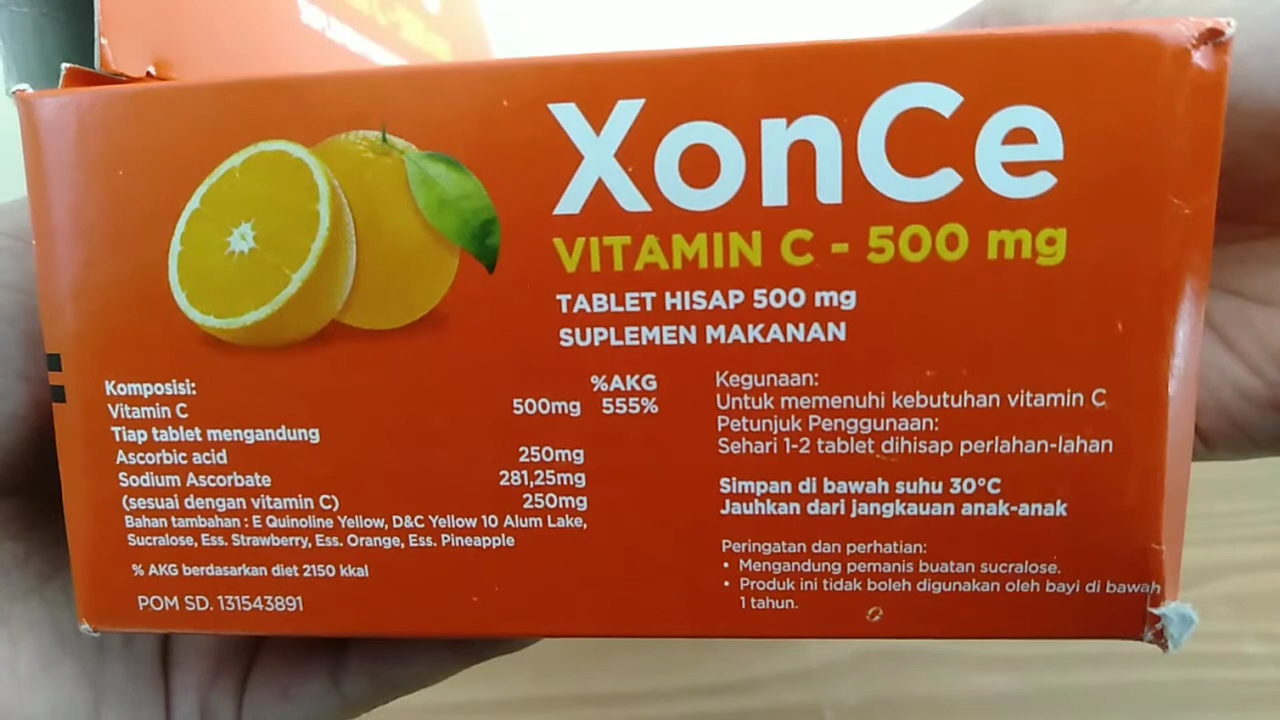 XonCe
VITAMIN C - 500 mg
TABLET HISAP 500 mg
SUPLEMEN MAKANAN
Komposisi: %AKG
Vitamin C 500mg 555%
Tiap tablet mengandung
Ascorbic acid 250mg
Sodium Ascorbate 281,25mg
(sesuai dengan vitamin C) 250mg
Bahan tambahan : E Quinoline Yellow, D&C Yellow 10 Alum Lake,
Sucralose, Ess. Strawberry, Ess. Orange, Ess. Pineapple
% AKG berdasarkan diet 2150 kkal
POM SD. 131543891
Kegunaan:
Untuk memenuhi kebutuhan vitamin C
Petunjuk Penggunaan:
Sehari 1-2 tablet dihisap perlahan-lahan
Simpan di bawah suhu 30°C
Jauhkan dari jangkauan anak-anak
Peringatan dan perhatian:
• Mengandung pemanis buatan sucralose.
• Produk ini tidak boleh digunakan oleh bayi di bawah
1 tahun.